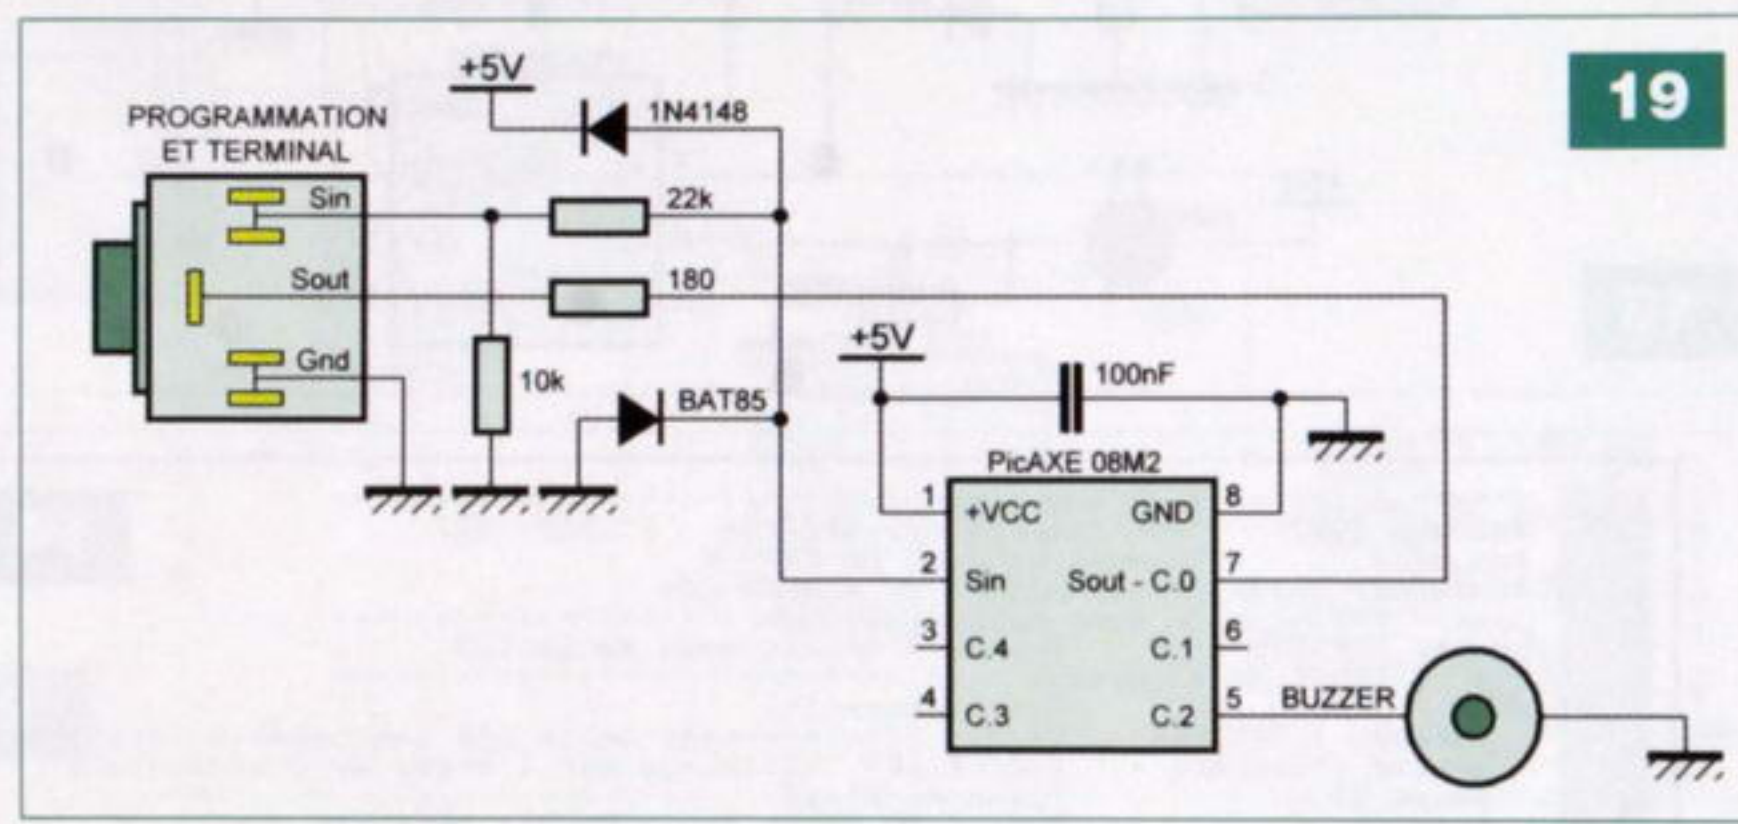 19
+5V
1N4148
PROGRAMMATION
ET TERMINAL
Sin
22k
Sout
180
Gnd
10k
BAT85
+5V
100nF
PicAXE 08M2
1
+VCC
GND
8
2
Sin
Sout - C.0
7
3
C.4
C.1
6
4
C.3
C.2
5
BUZZER